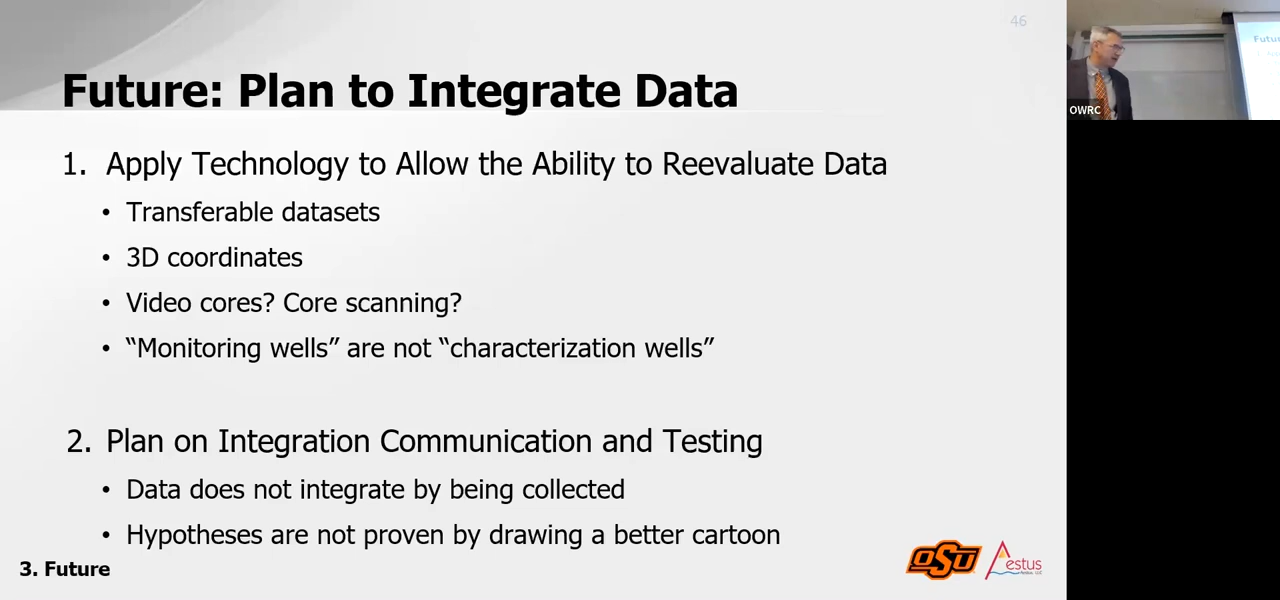 46
Future: Plan to Integrate Data
1. Apply Technology to Allow the Ability to Reevaluate Data
• Transferable datasets
• 3D coordinates
• Video cores? Core scanning?
• “Monitoring wells” are not “characterization wells”
2. Plan on Integration Communication and Testing
• Data does not integrate by being collected
• Hypotheses are not proven by drawing a better cartoon
3. Future
OSU
Aestus
OWRC